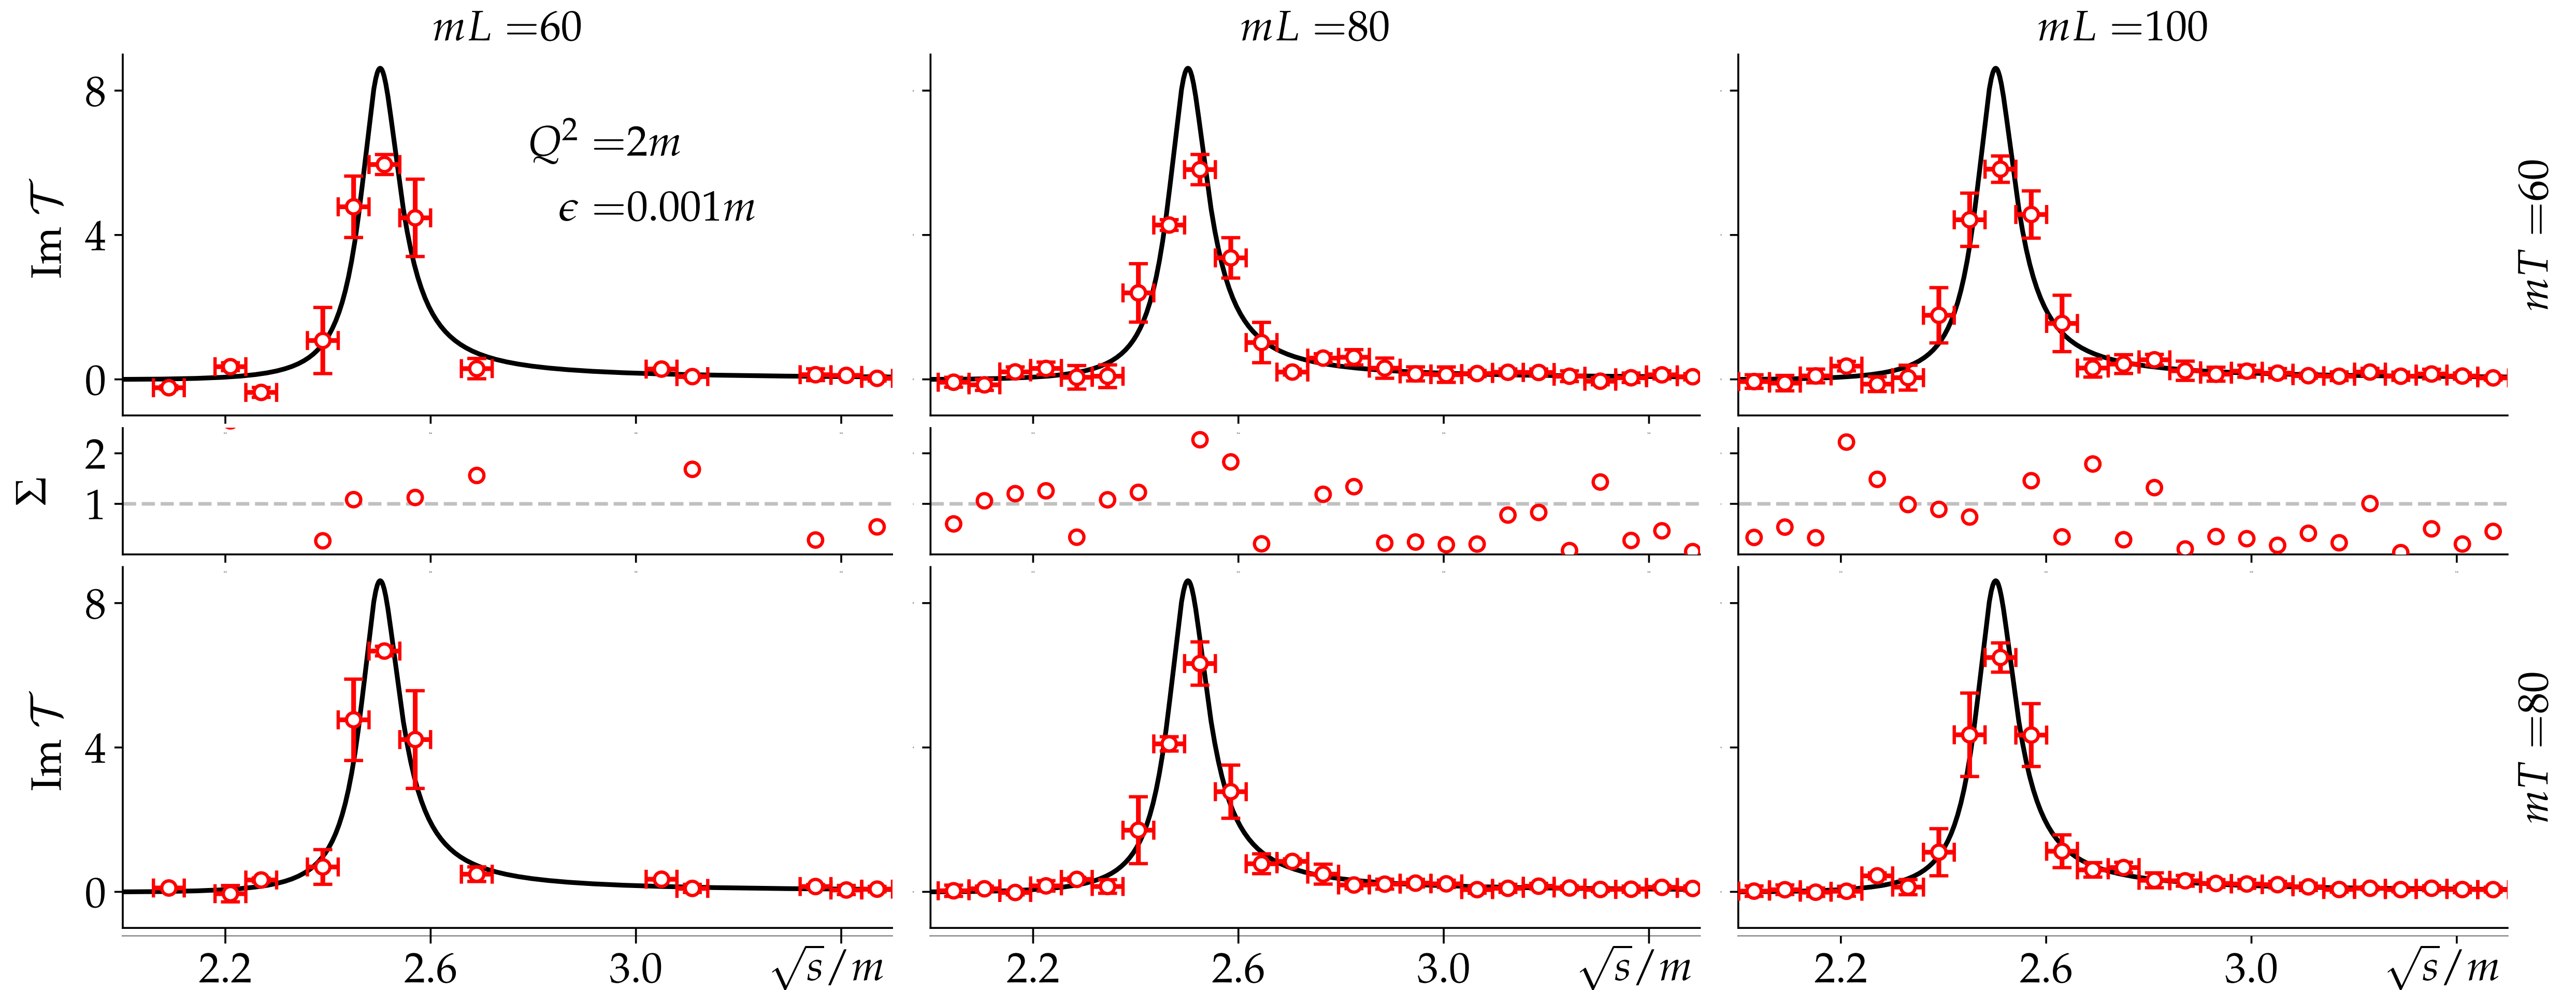 mL =60 mL =80 mL =100
8
Q² =2m
ϵ =0.001m
Im 𝒯
4
0
mT =60
2
Σ
1
8
Im 𝒯
4
0
mT =80
2.2 2.6 3.0 √s/m 2.2 2.6 3.0 √s/m 2.2 2.6 3.0 √s/m